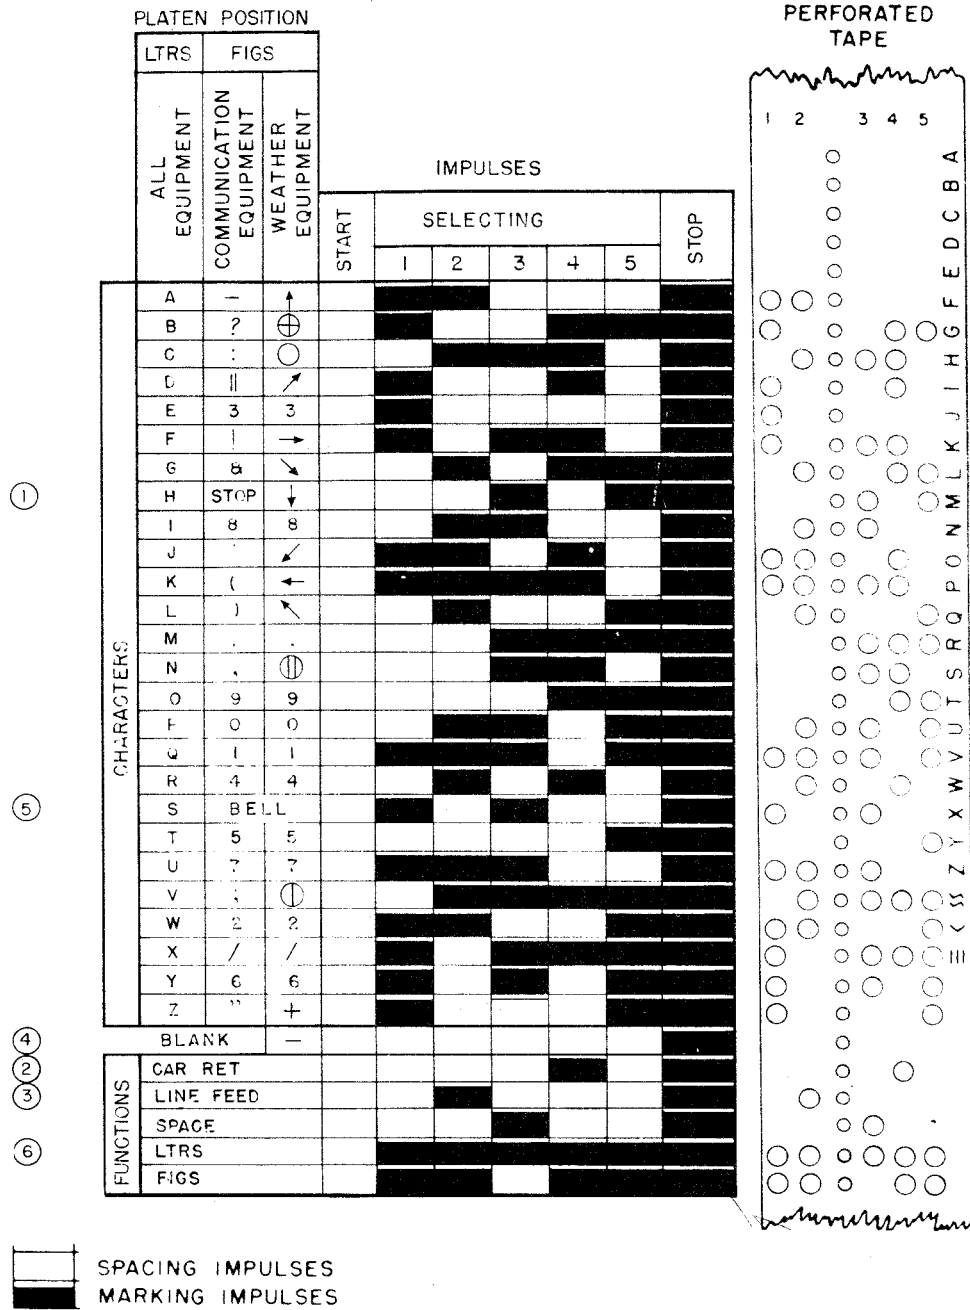 PLATEN POSITION
LTRS FIGS
ALL EQUIPMENT
COMMUNICATION EQUIPMENT
WEATHER EQUIPMENT
IMPULSES
START SELECTING STOP
1 2 3 4 5
CHARACTERS
A – ↑
B ? ⊕
C : ○
D ↗
E 3 3
F →
G & ↘
1 H STOP ↓
I 8 8
J ↙
K ( ←
L ) ↖
M . .
N ,
O 9 9
0 0
Q 1 1
R 4 4
5 S BELL
T 5 5
U 7 7
V ;
W 2 2
X / /
Y 6 6
Z " +
4 BLANK –
FUNCTIONS
2 CAR RET
3 LINE FEED
SPACE
6 LTRS
FIGS
SPACING IMPULSES
MARKING IMPULSES
PERFORATED
TAPE
1 2 3 4 5
A
B
C
D
E
F
G
H
I
J
K
L
M
N
O
P
Q
R
S
T
U
V
W
X
Y
Z
<
≡